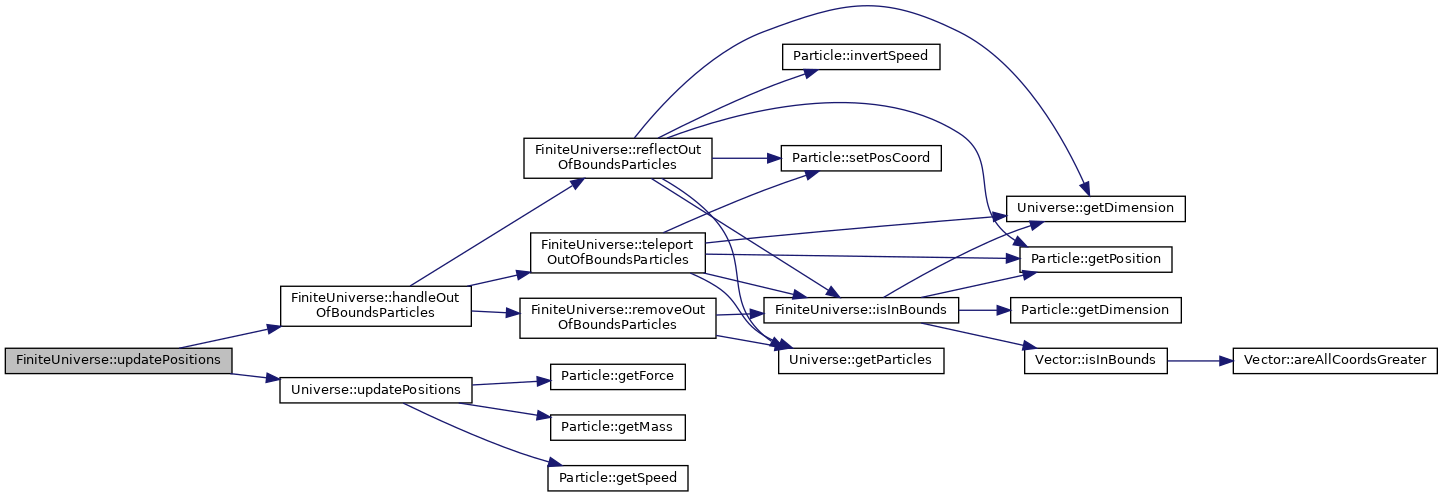 FiniteUniverse::updatePositions
FiniteUniverse::handleOut
OfBoundsParticles
Universe::updatePositions
FiniteUniverse::reflectOut
OfBoundsParticles
FiniteUniverse::teleport
OutOfBoundsParticles
FiniteUniverse::removeOut
OfBoundsParticles
Particle::getForce
Particle::getMass
Particle::getSpeed
Particle::invertSpeed
Particle::setPosCoord
FiniteUniverse::isInBounds
Universe::getParticles
Universe::getDimension
Particle::getPosition
Particle::getDimension
Vector::isInBounds
Vector::areAllCoordsGreater